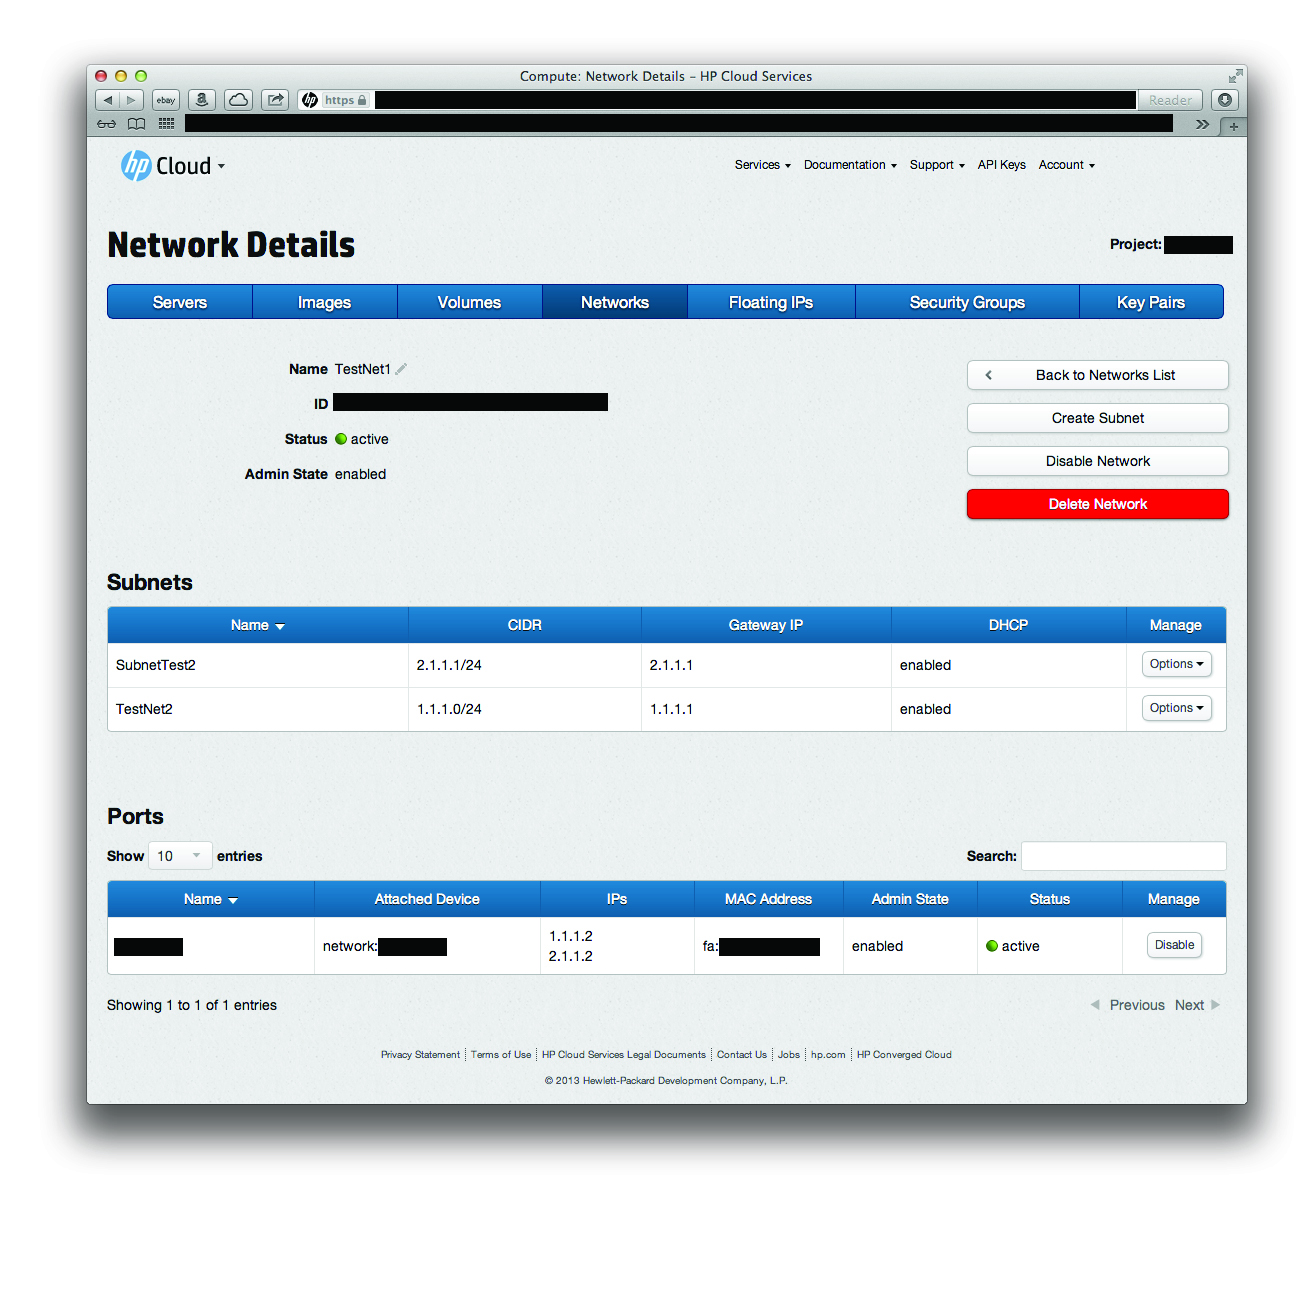 Compute: Network Details – HP Cloud Services
ebay a hp https Reader
hp Cloud Services Documentation Support API Keys Account
Network Details
Project:
Servers Images Volumes Networks Floating IPs Security Groups Key Pairs
Name TestNet1
Back to Networks List
ID
Create Subnet
Status active
Disable Network
Admin State enabled
Delete Network
Subnets
Name CIDR Gateway IP DHCP Manage
SubnetTest2 2.1.1.1/24 2.1.1.1 enabled Options
TestNet2 1.1.1.0/24 1.1.1.1 enabled Options
Ports
Show 10 entries Search:
Name Attached Device IPs MAC Address Admin State Status Manage
network: 1.1.1.2 fa: enabled active Disable
2.1.1.2
Showing 1 to 1 of 1 entries Previous Next
Privacy Statement Terms of Use HP Cloud Services Legal Documents Contact Us Jobs hp.com HP Converged Cloud
© 2013 Hewlett-Packard Development Company, L.P.